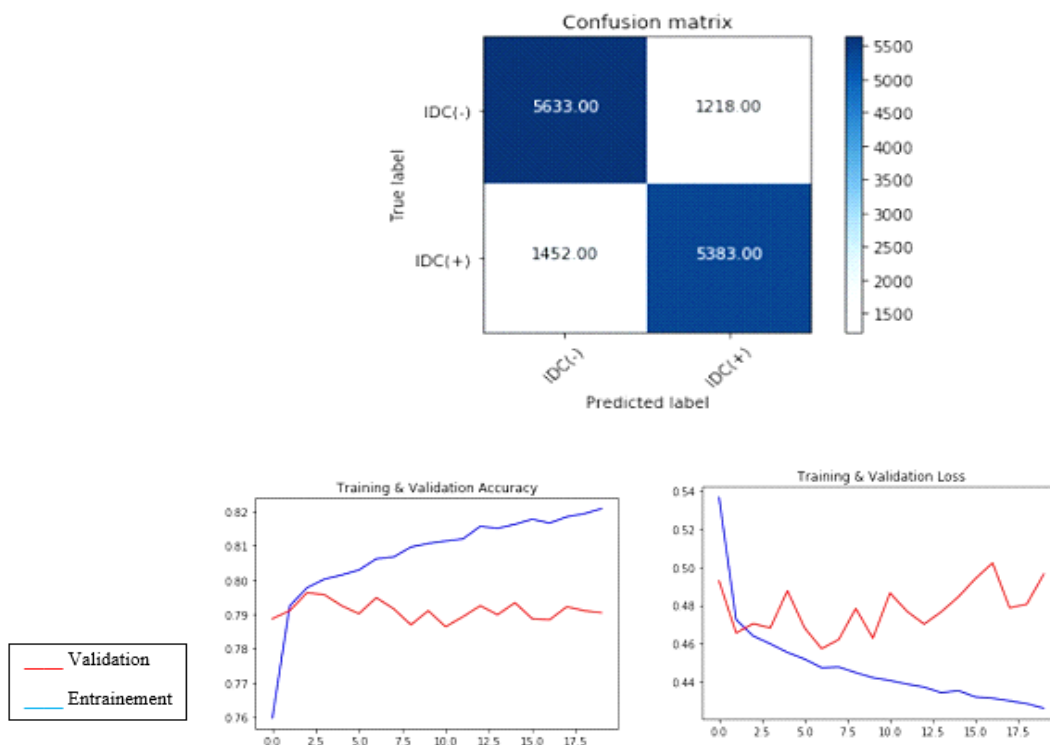 Confusion matrix
IDC(-)
IDC(+)
True label
5633.00 1218.00
1452.00 5383.00
IDC(-) IDC(+)
Predicted label
5500
5000
4500
4000
3500
3000
2500
2000
1500
Training & Validation Accuracy
0.82
0.81
0.80
0.79
0.78
0.77
0.76
0.0 2.5 5.0 7.5 10.0 12.5 15.0 17.5
Training & Validation Loss
0.54
0.52
0.50
0.48
0.46
0.44
0.0 2.5 5.0 7.5 10.0 12.5 15.0 17.5
Validation
Entrainement